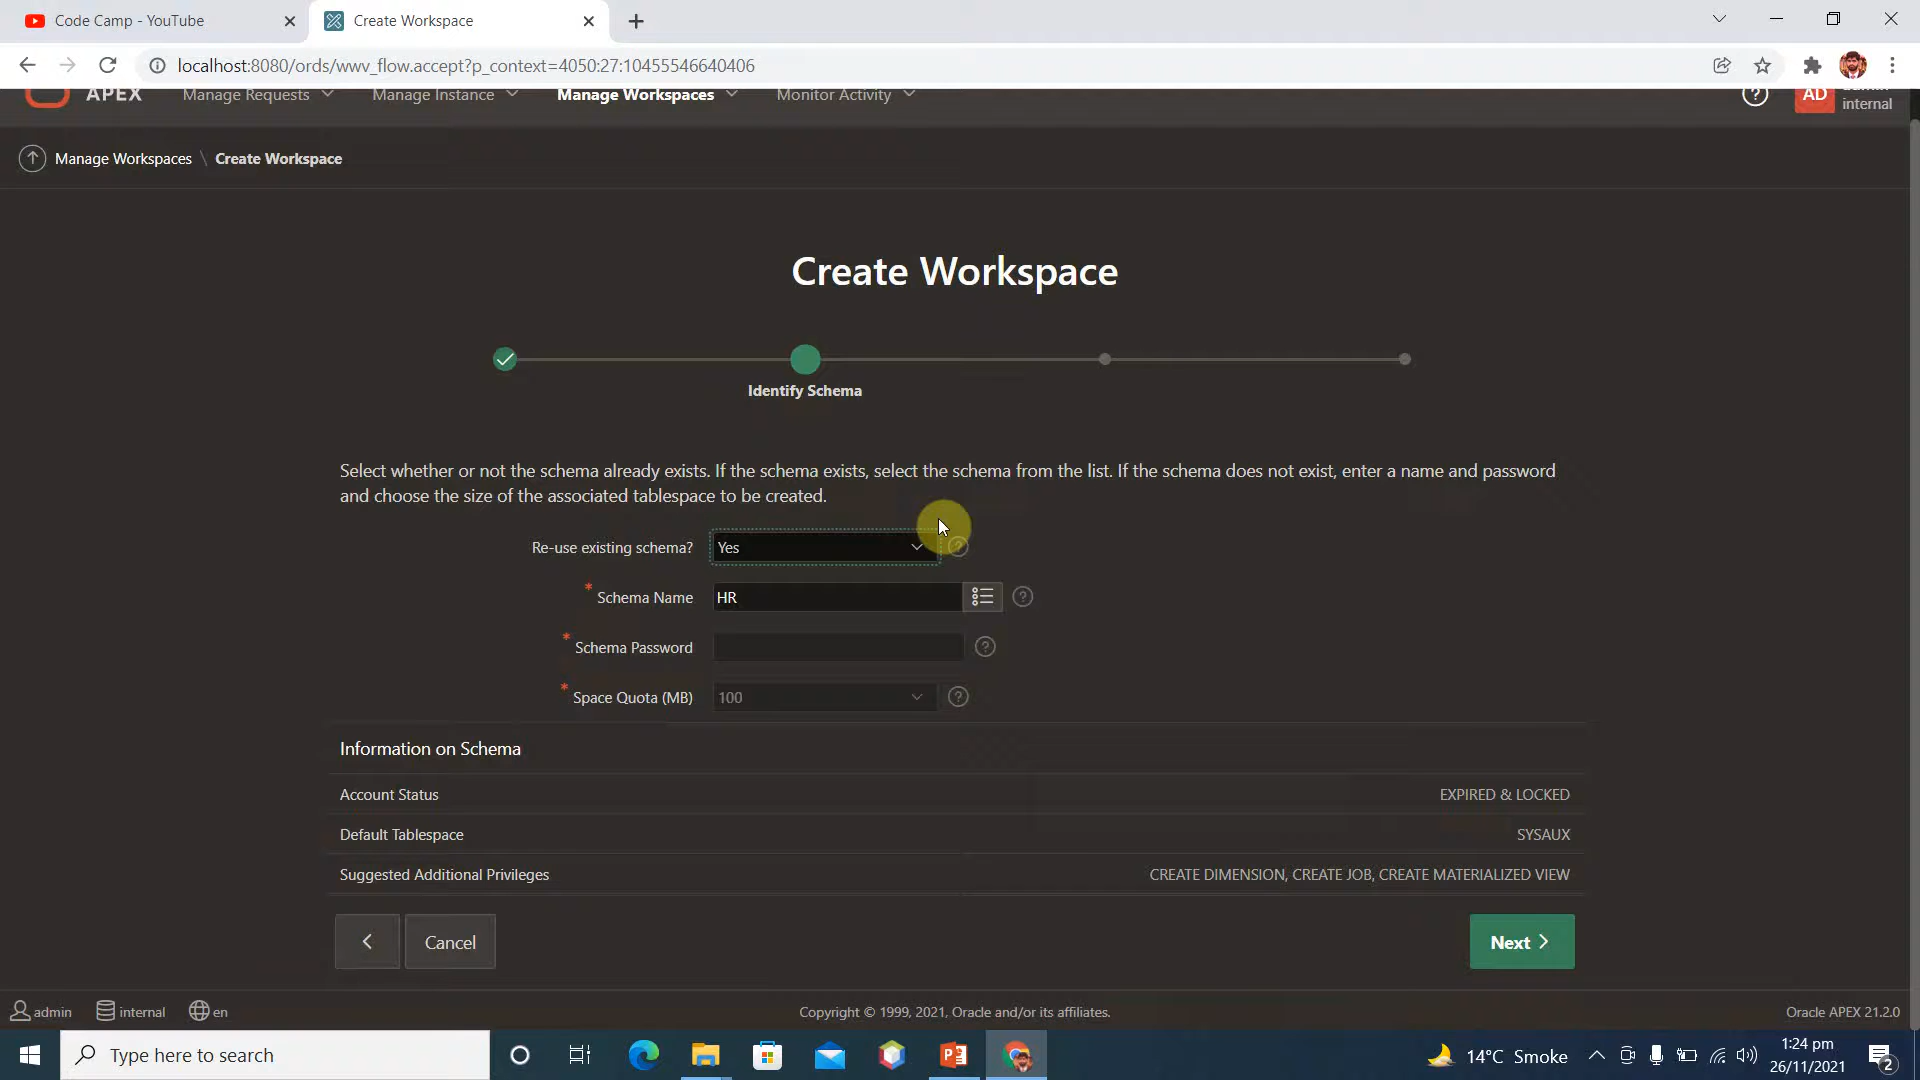 Code Camp - YouTube
Create Workspace
localhost:8080/ords/wwv_flow.accept?p_context=4050:27:10455546640406
APEX
Manage Requests
Manage Instance
Manage Workspaces
Monitor Activity
AD
internal
Manage Workspaces \ Create Workspace
Create Workspace
Identify Schema
Select whether or not the schema already exists. If the schema exists, select the schema from the list. If the schema does not exist, enter a name and password
and choose the size of the associated tablespace to be created.
Re-use existing schema? Yes
* Schema Name HR
* Schema Password
* Space Quota (MB) 100
Information on Schema
Account Status EXPIRED & LOCKED
Default Tablespace SYSAUX
Suggested Additional Privileges CREATE DIMENSION, CREATE JOB, CREATE MATERIALIZED VIEW
Cancel
Next
admin internal en
Copyright © 1999, 2021, Oracle and/or its affiliates.
Oracle APEX 21.2.0
Type here to search
14°C Smoke
1:24 pm
26/11/2021
2